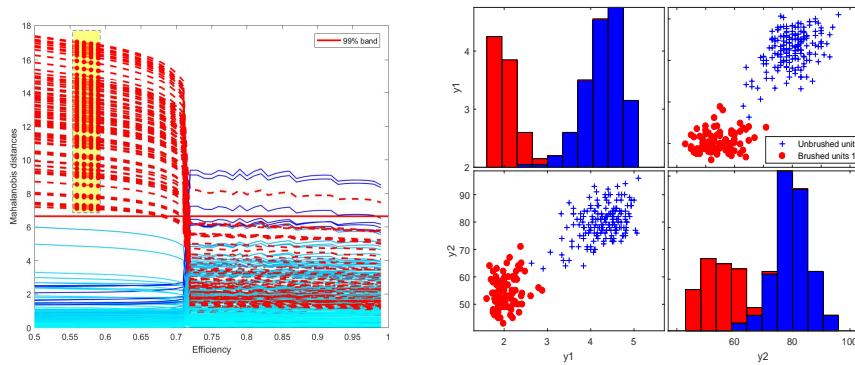 18
16
14
12
10
8
6
4
2
0
Mahalanobis distances
0.5 0.55 0.6 0.65 0.7 0.75 0.8 0.85 0.9 0.95 1
Efficiency
99% band
4
3
2
y1
Unbrushed unit
Brushed units 1
90
80
70
60
50
y2
2 3 4 5
y1
40 60 80 100
y2